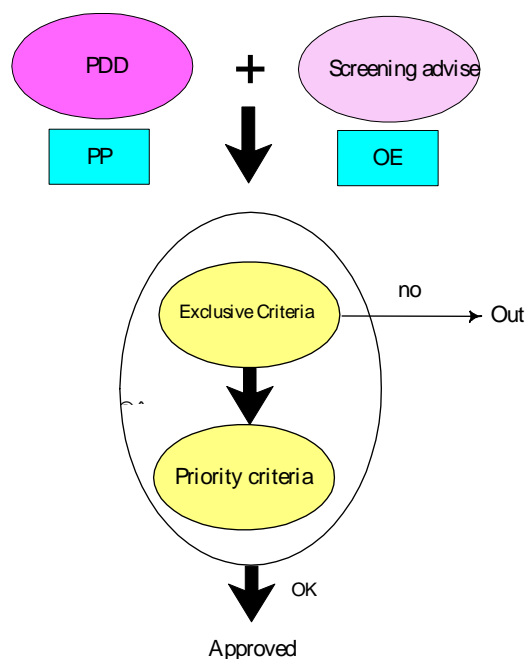 PDD
+
Screening advise
PP
OE
Exclusive Criteria
no
Out
Priority criteria
OK
Approved